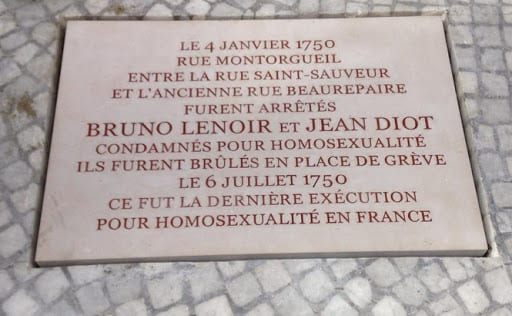 LE 4 JANVIER 1750
RUE MONTORGUEIL
ENTRE LA RUE SAINT-SAUVEUR
ET L'ANCIENNE RUE BEAUREPAIRE
FURENT ARRÊTÉS
BRUNO LENOIR ET JEAN DIOT
CONDAMNÉS POUR HOMOSEXUALITÉ
ILS FURENT BRÛLÉS EN PLACE DE GRÈVE
LE 6 JUILLET 1750
CE FUT LA DERNIÈRE EXÉCUTION
POUR HOMOSEXUALITÉ EN FRANCE